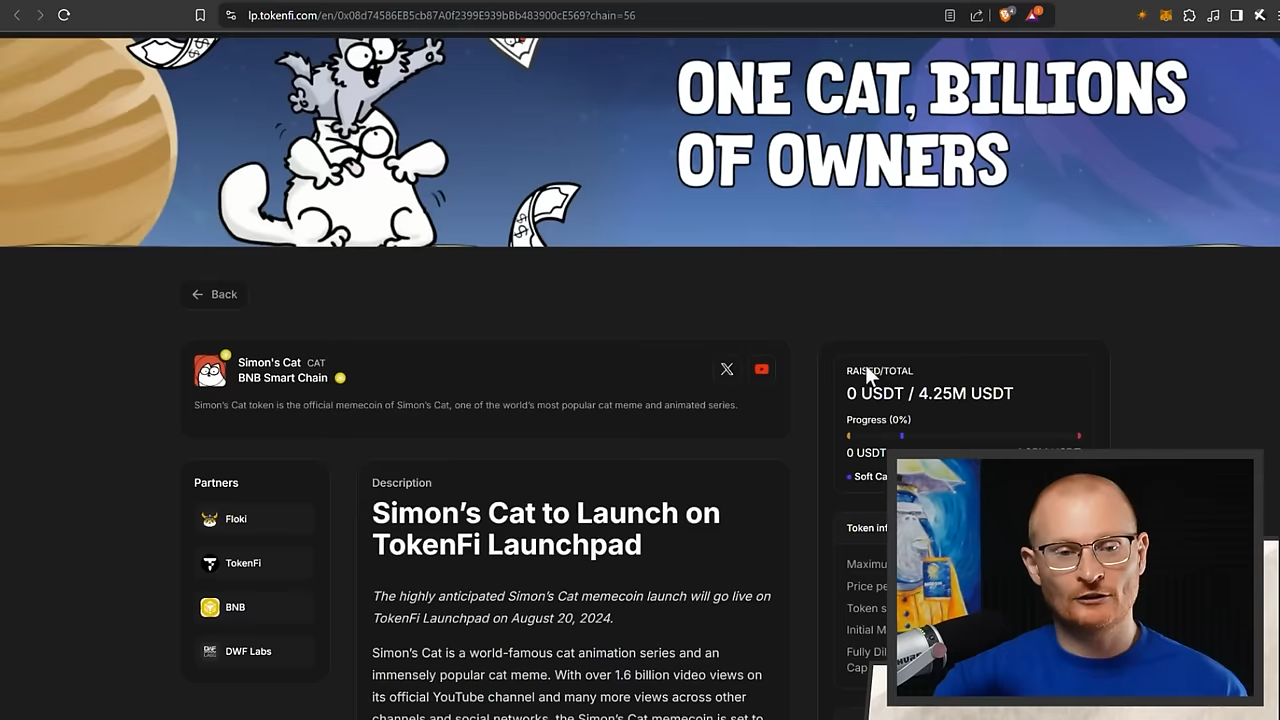 lp.tokenfi.com/en/0x08d74586EB5cb87A0f2399E939bBb483900cE569?chain=56
ONE CAT, BILLIONS
OF OWNERS
Back
Simon's Cat CAT
BNB Smart Chain
Simon's Cat token is the official memecoin of Simon's Cat, one of the world's most popular cat meme and animated series.
RAISED/TOTAL
0 USDT / 4.25M USDT
Progress (0%)
0 USDT
Soft Ca
Partners
Floki
TokenFi
BNB
DWF Labs
Description
Simon's Cat to Launch on
TokenFi Launchpad
The highly anticipated Simon's Cat memecoin launch will go live on
TokenFi Launchpad on August 20, 2024.
Simon's Cat is a world-famous cat animation series and an
immensely popular cat meme. With over 1.6 billion video views on
its official YouTube channel and many more views across other
channels and social networks, the Simon's Cat memecoin is set to
Token inf
Maximu
Price pe
Token s
Initial M
Fully Dil
Cap